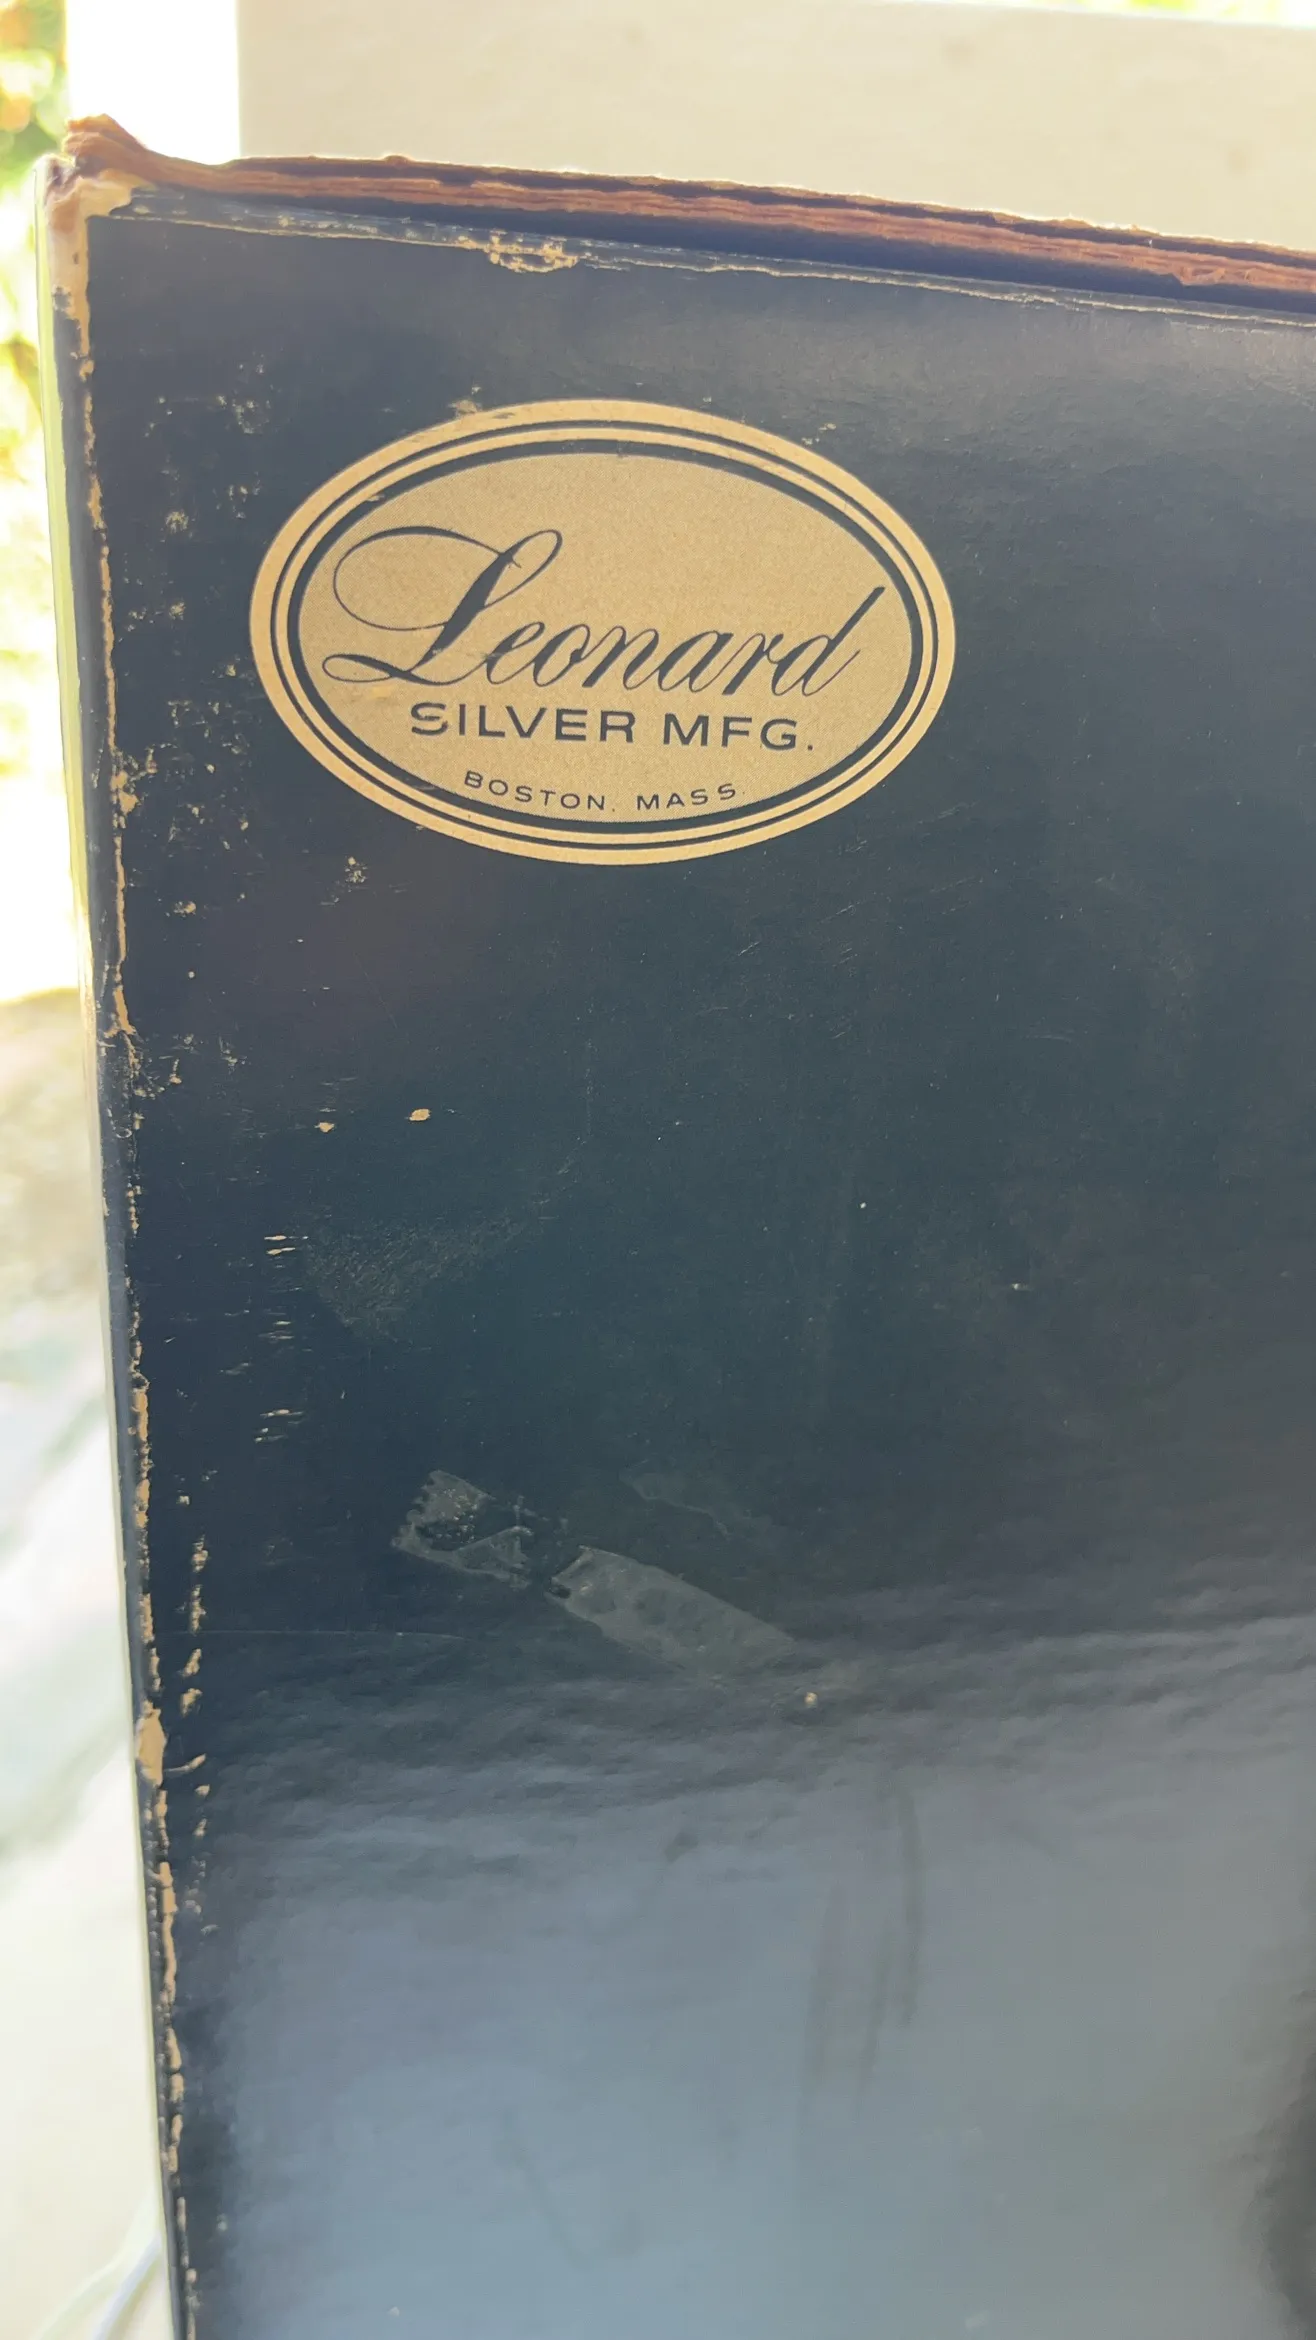 Leonard
SILVER MFG.
BOSTON, MASS.